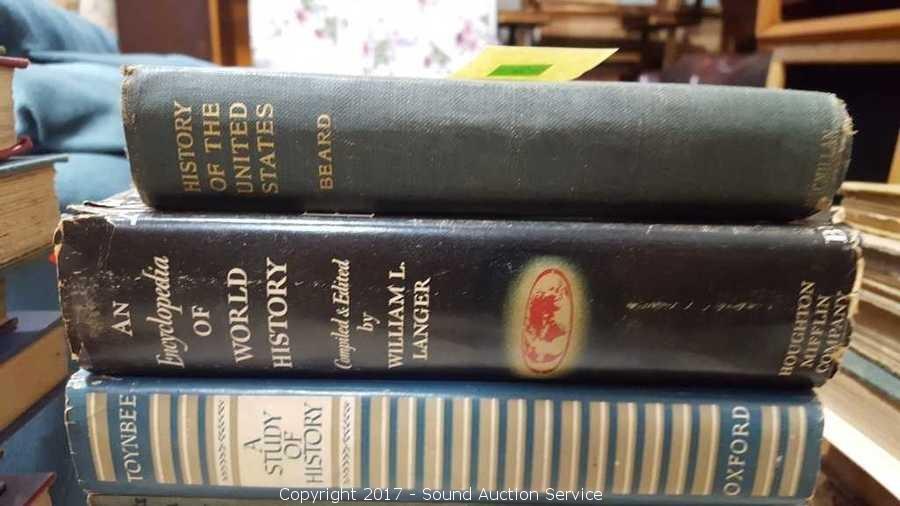 HISTORY
OF THE
UNITED
STATES
BEARD
AN
Encyclopedia
OF
WORLD
HISTORY
Compiled & Edited
by
WILLIAM L.
LANGER
HOUGHTON
MIFFLIN
COMPANY
TOYNBEE
A
STUDY
OF
HISTORY
OXFORD
Copyright 2017 - Sound Auction Service